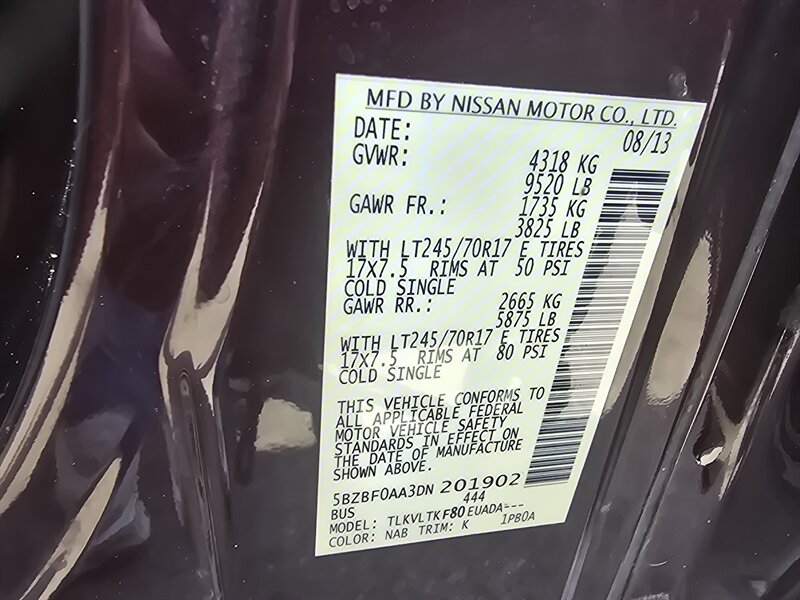 MFD BY NISSAN MOTOR CO., LTD.
DATE: 08/13
GVWR: 4318 KG
9520 LB
GAWR FR.: 1735 KG
3825 LB
WITH LT245/70R17 E TIRES
17X7.5 RIMS AT 50 PSI
COLD SINGLE
GAWR RR.: 2665 KG
5875 LB
WITH LT245/70R17 E TIRES
17X7.5 RIMS AT 80 PSI
COLD SINGLE
THIS VEHICLE CONFORMS TO
ALL APPLICABLE FEDERAL
MOTOR VEHICLE SAFETY
STANDARDS IN EFFECT ON
THE DATE OF MANUFACTURE
SHOWN ABOVE.
5BZBF0AA3DN 201902
BUS 444
MODEL: TLKVLTKF80EUADA---
COLOR: NAB TRIM: K 1PB0A